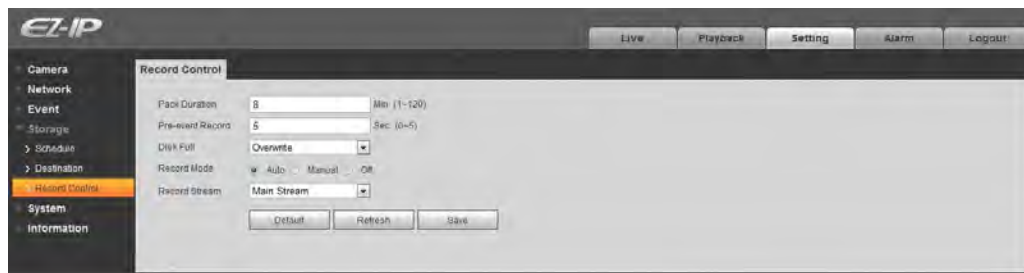 EZ-IP
Live Playback Setting Alarm Logout
Camera
Network
Event
Storage
Schedule
Destination
Record Control
System
Information
Record Control
Pack Duration 8 Min. (1~120)
Pre-event Record 5 Sec. (0~5)
Disk Full Overwrite
Record Mode Auto Manual Off
Record Stream Main Stream
Default Refresh Save